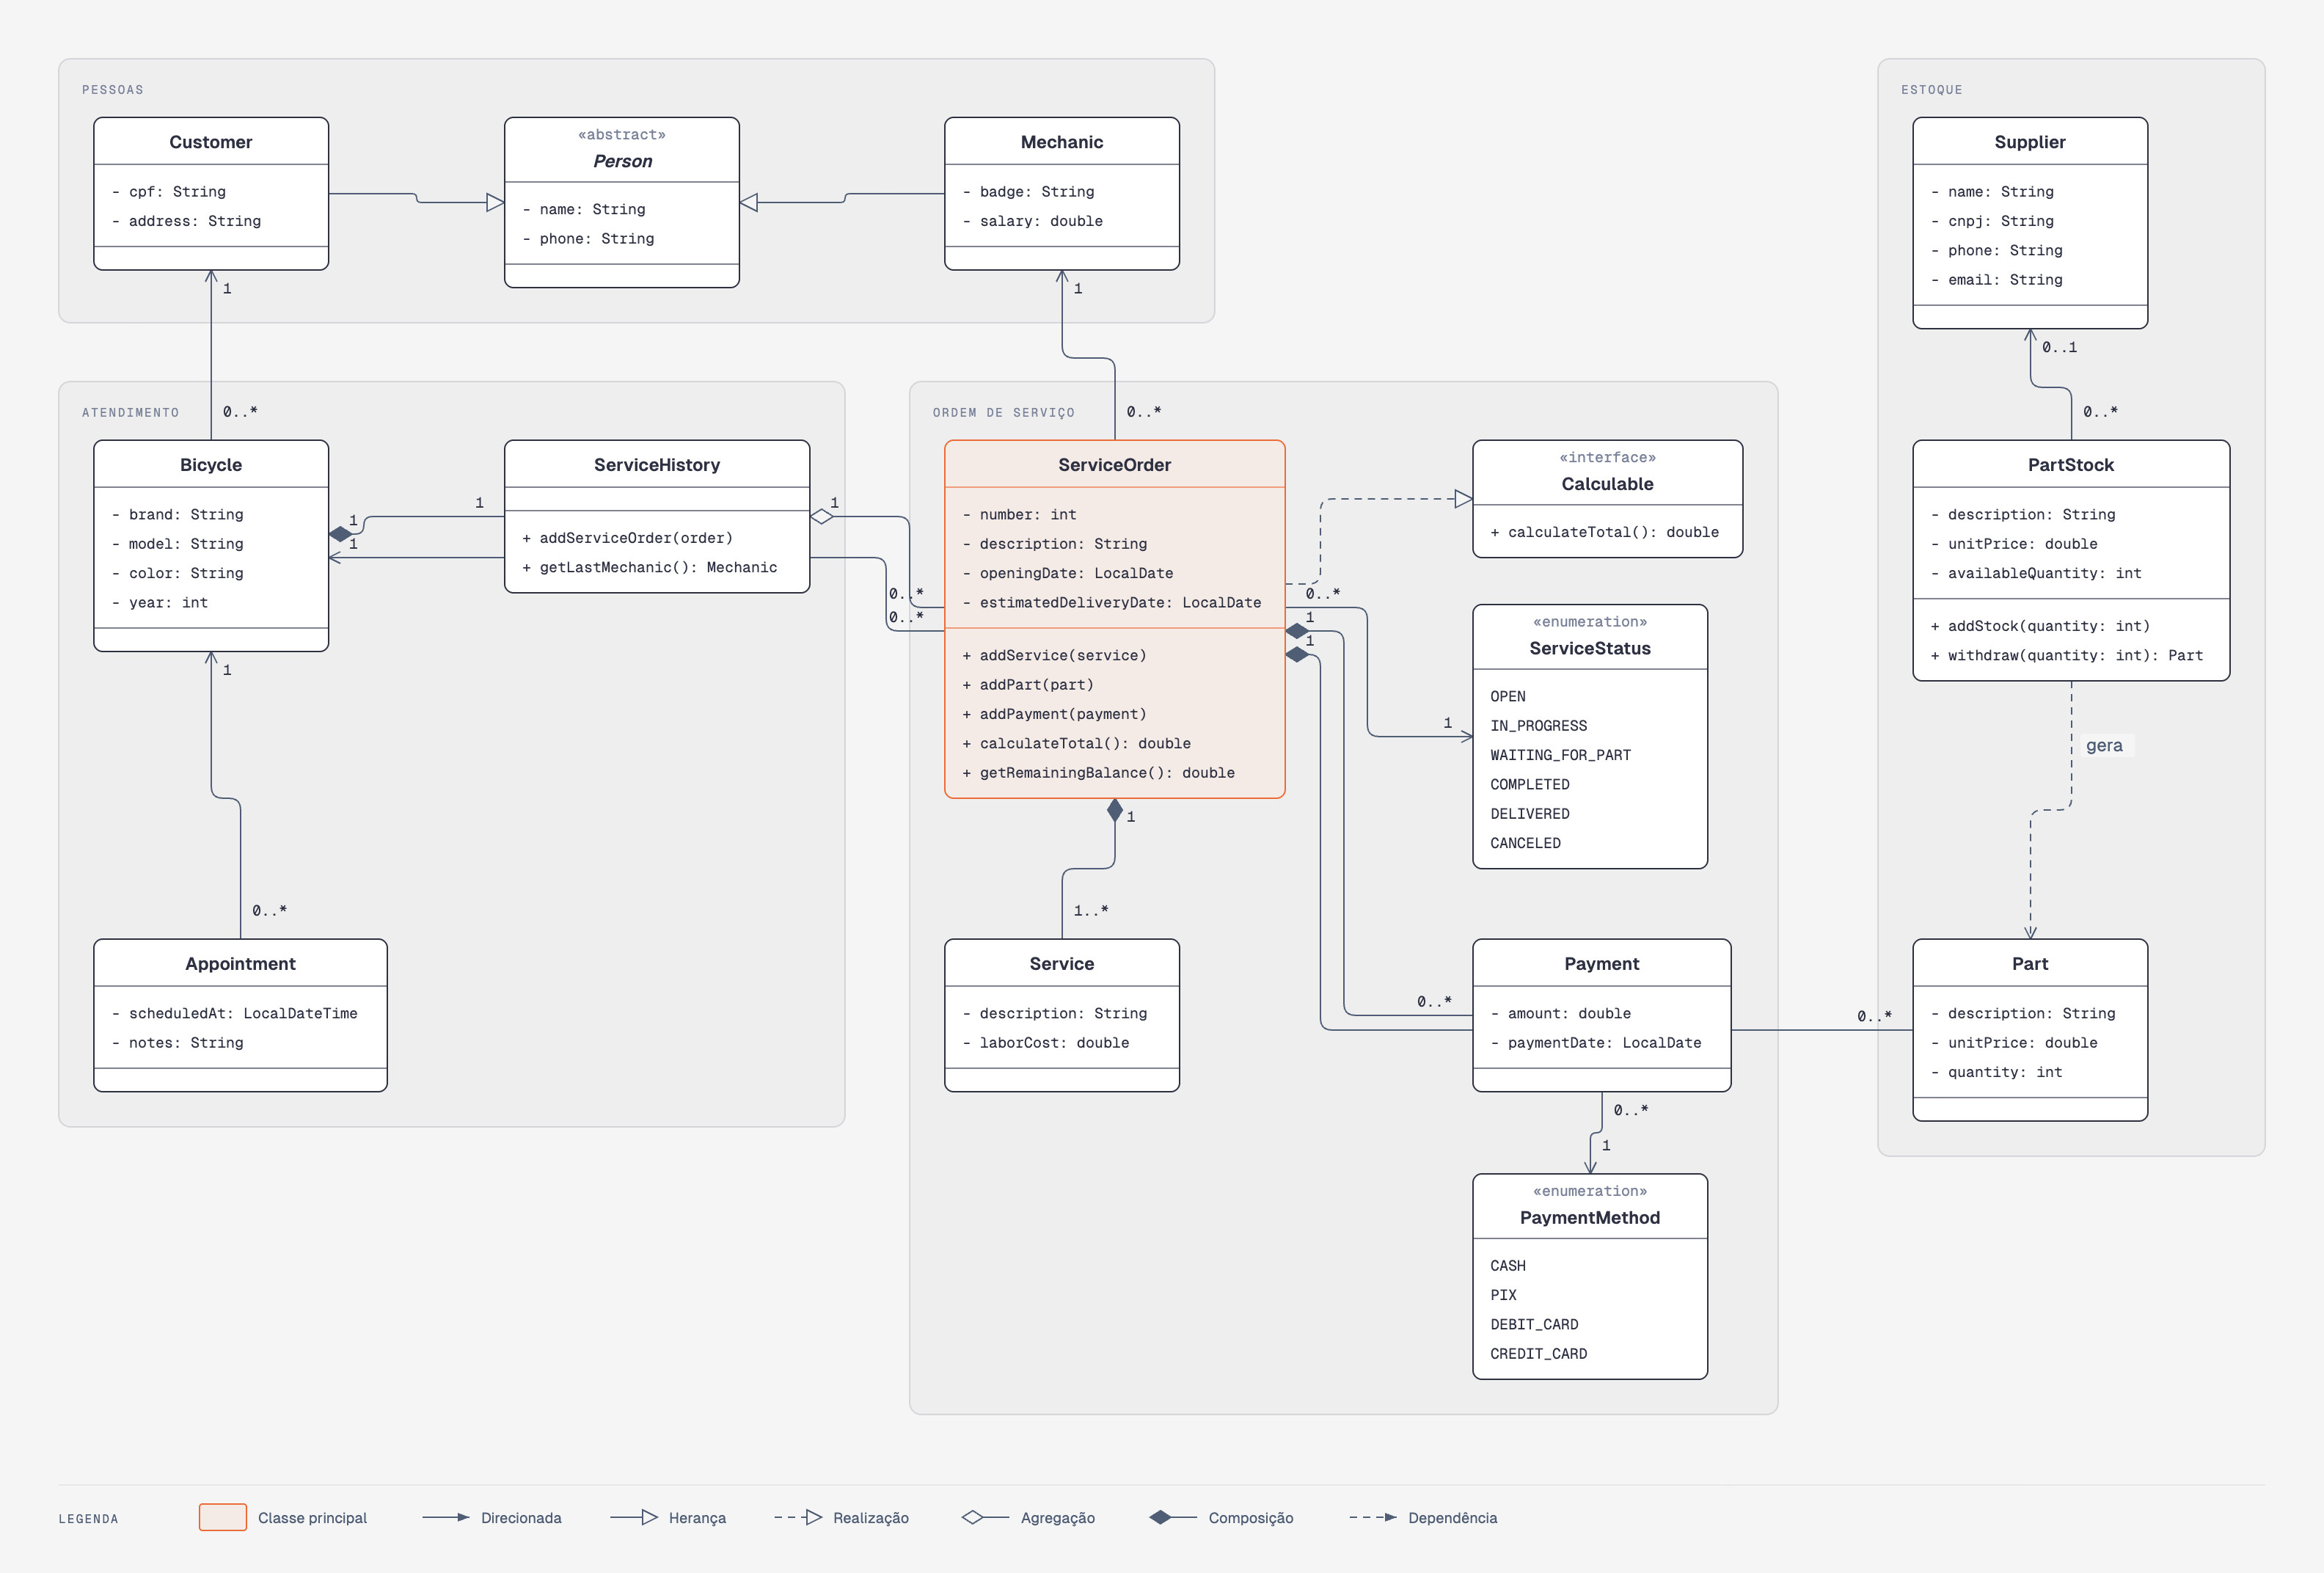 PESSOAS
Customer
- cpf: String
- address: String
«abstract»
Person
- name: String
- phone: String
Mechanic
- badge: String
- salary: double
1
1
ESTOQUE
Supplier
- name: String
- cnpj: String
- phone: String
- email: String
0..1
0..*
ATENDIMENTO
0..*
Bicycle
- brand: String
- model: String
- color: String
- year: int
1
1
1
ServiceHistory
+ addServiceOrder(order)
+ getLastMechanic(): Mechanic
1
0..*
0..*
1
0..*
Appointment
- scheduledAt: LocalDateTime
- notes: String
ORDEM DE SERVIÇO
0..*
ServiceOrder
- number: int
- description: String
- openingDate: LocalDate
- estimatedDeliveryDate: LocalDate
+ addService(service)
+ addPart(part)
+ addPayment(payment)
+ calculateTotal(): double
+ getRemainingBalance(): double
0..*
1
1
1
1..*
«interface»
Calculable
+ calculateTotal(): double
«enumeration»
ServiceStatus
OPEN
IN_PROGRESS
WAITING_FOR_PART
COMPLETED
DELIVERED
CANCELED
1
Service
- description: String
- laborCost: double
0..*
Payment
- amount: double
- paymentDate: LocalDate
0..*
1
«enumeration»
PaymentMethod
CASH
PIX
DEBIT_CARD
CREDIT_CARD
PartStock
- description: String
- unitPrice: double
- availableQuantity: int
+ addStock(quantity: int)
+ withdraw(quantity: int): Part
gera
0..*
Part
- description: String
- unitPrice: double
- quantity: int
LEGENDA
Classe principal
Direcionada
Herança
Realização
Agregação
Composição
Dependência